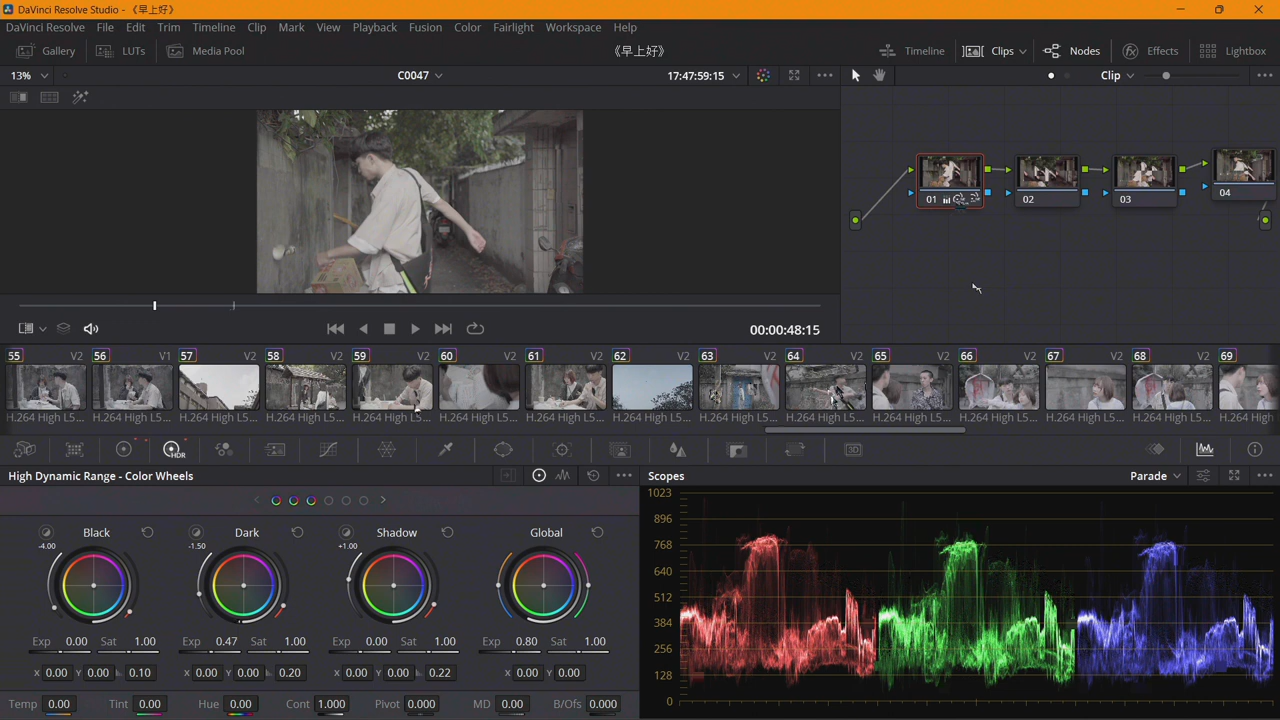 DaVinci Resolve Studio - 《早上好》
DaVinci Resolve File Edit Trim Timeline Clip Mark View Playback Fusion Color Fairlight Workspace Help
Gallery LUTs Media Pool 《早上好》 Timeline Clips Nodes Effects Lightbox
13% C0047 17:47:59:15 Clip
01 02 03 04
00:00:48:15
55 V2 56 V1 57 V2 58 V2 59 V2 60 V2 61 V2 62 V2 63 V2 64 V2 65 V2 66 V2 67 V2 68 V2 69
H.264 High L5... H.264 High L5... H.264 High L5... H.264 High L5... H.264 High L5... H.264 High L5... H.264 High L5... H.264 High L5... H.264 High L5... H.264 High L5... H.264 High L5... H.264 High L5... H.264 High L5... H.264 High L5... H.264 High
HDR 3D
High Dynamic Range - Color Wheels Scopes Parade
Black Dark Shadow Global
-4.00 -1.50 +1.00
Exp 0.00 Sat 1.00 Exp 0.47 Sat 1.00 Exp 0.00 Sat 1.00 Exp 0.80 Sat 1.00
X 0.00 Y 0.00 0.10 X 0.00 Y 0.00 0.20 X 0.00 Y 0.00 0.22 X 0.00 Y 0.00
Temp 0.00 Tint 0.00 Hue 0.00 Cont 1.000 Pivot 0.000 MD 0.00 B/Ofs 0.000
1023
896
768
640
512
384
256
128
0